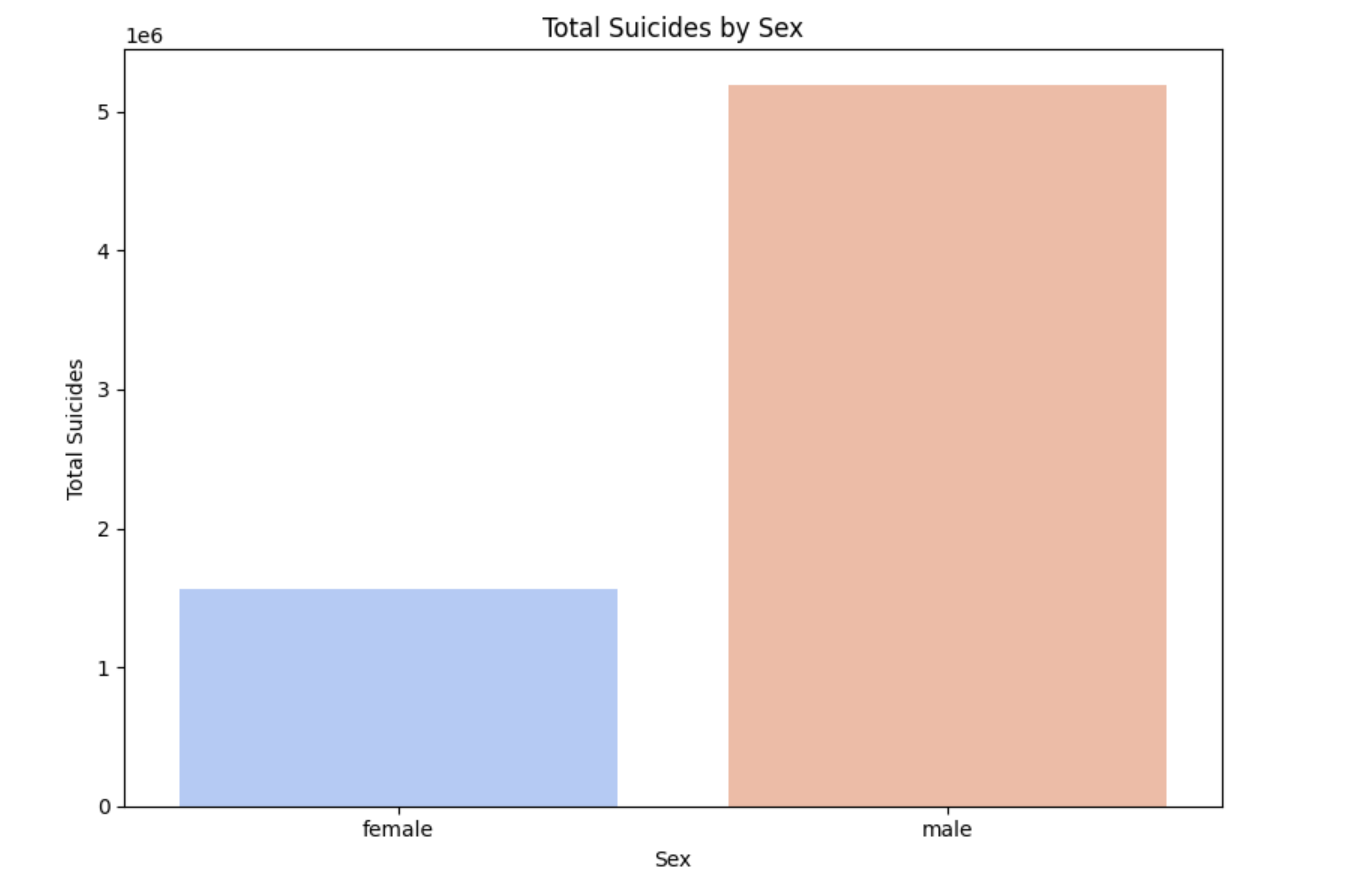 Total Suicides by Sex
1e6
5
4
3
2
1
0
Total Suicides
female male
Sex